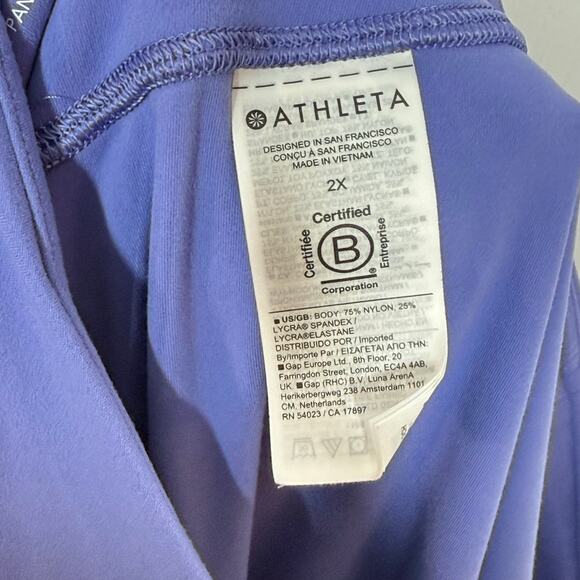 ATHLETA
DESIGNED IN SAN FRANCISCO
CONÇU À SAN FRANCISCO
MADE IN VIETNAM
2X
Certified
Certifiée
B
Entreprise
®
Corporation
■ US/GB: BODY: 75% NYLON, 25%
LYCRA® SPANDEX /
LYCRA®ELASTANE
DISTRIBUIDO POR / Imported
By/Importe Par / ΕΙΣΑΓΕΤΑΙ ΑΠΟ ΤΗΝ:
■ Gap Europe Ltd., 8th Floor, 20
Farringdon Street, London, EC4A 4AB,
UK ■ Gap (RHC) B.V. Luna ArenA
Herikerbergweg 238 Amsterdam 1101
CM, Netherlands
RN 54023 / CA 17897